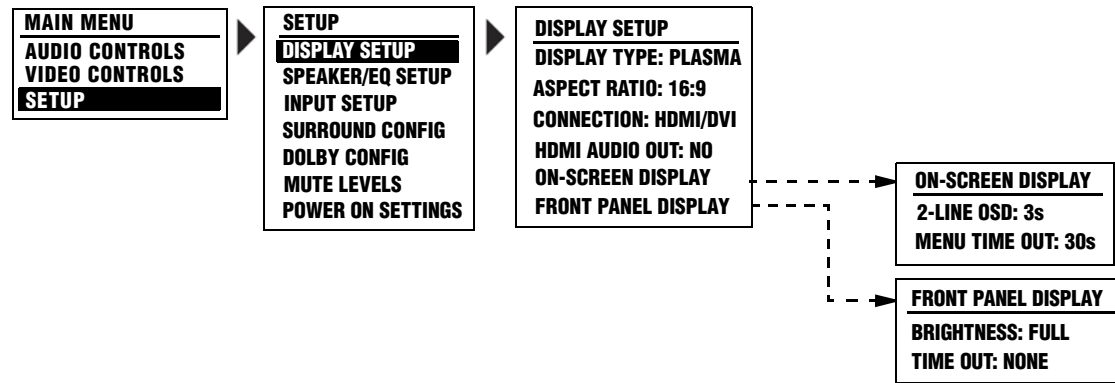 MAIN MENU
AUDIO CONTROLS
VIDEO CONTROLS
SETUP
SETUP
DISPLAY SETUP
SPEAKER/EQ SETUP
INPUT SETUP
SURROUND CONFIG
DOLBY CONFIG
MUTE LEVELS
POWER ON SETTINGS
DISPLAY SETUP
DISPLAY TYPE: PLASMA
ASPECT RATIO: 16:9
CONNECTION: HDMI/DVI
HDMI AUDIO OUT: NO
ON-SCREEN DISPLAY
FRONT PANEL DISPLAY
ON-SCREEN DISPLAY
2-LINE OSD: 3s
MENU TIME OUT: 30s
FRONT PANEL DISPLAY
BRIGHTNESS: FULL
TIME OUT: NONE